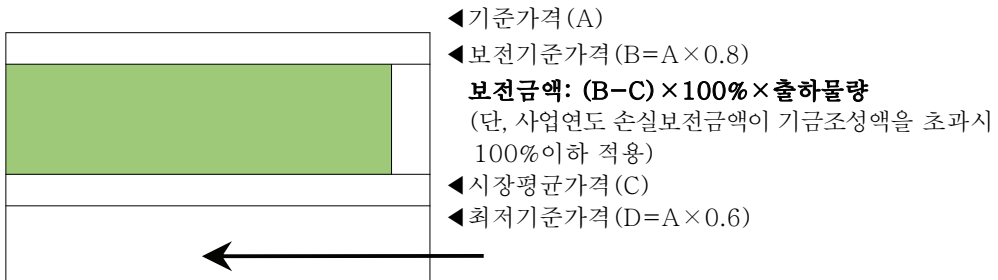 ◀기준가격(A)
◀보전기준가격(B=A×0.8)
보전금액: (B-C)×100%×출하물량
(단, 사업연도 손실보전금액이 기금조성액을 초과시
100%이하 적용)
◀시장평균가격(C)
◀최저기준가격(D=A×0.6)